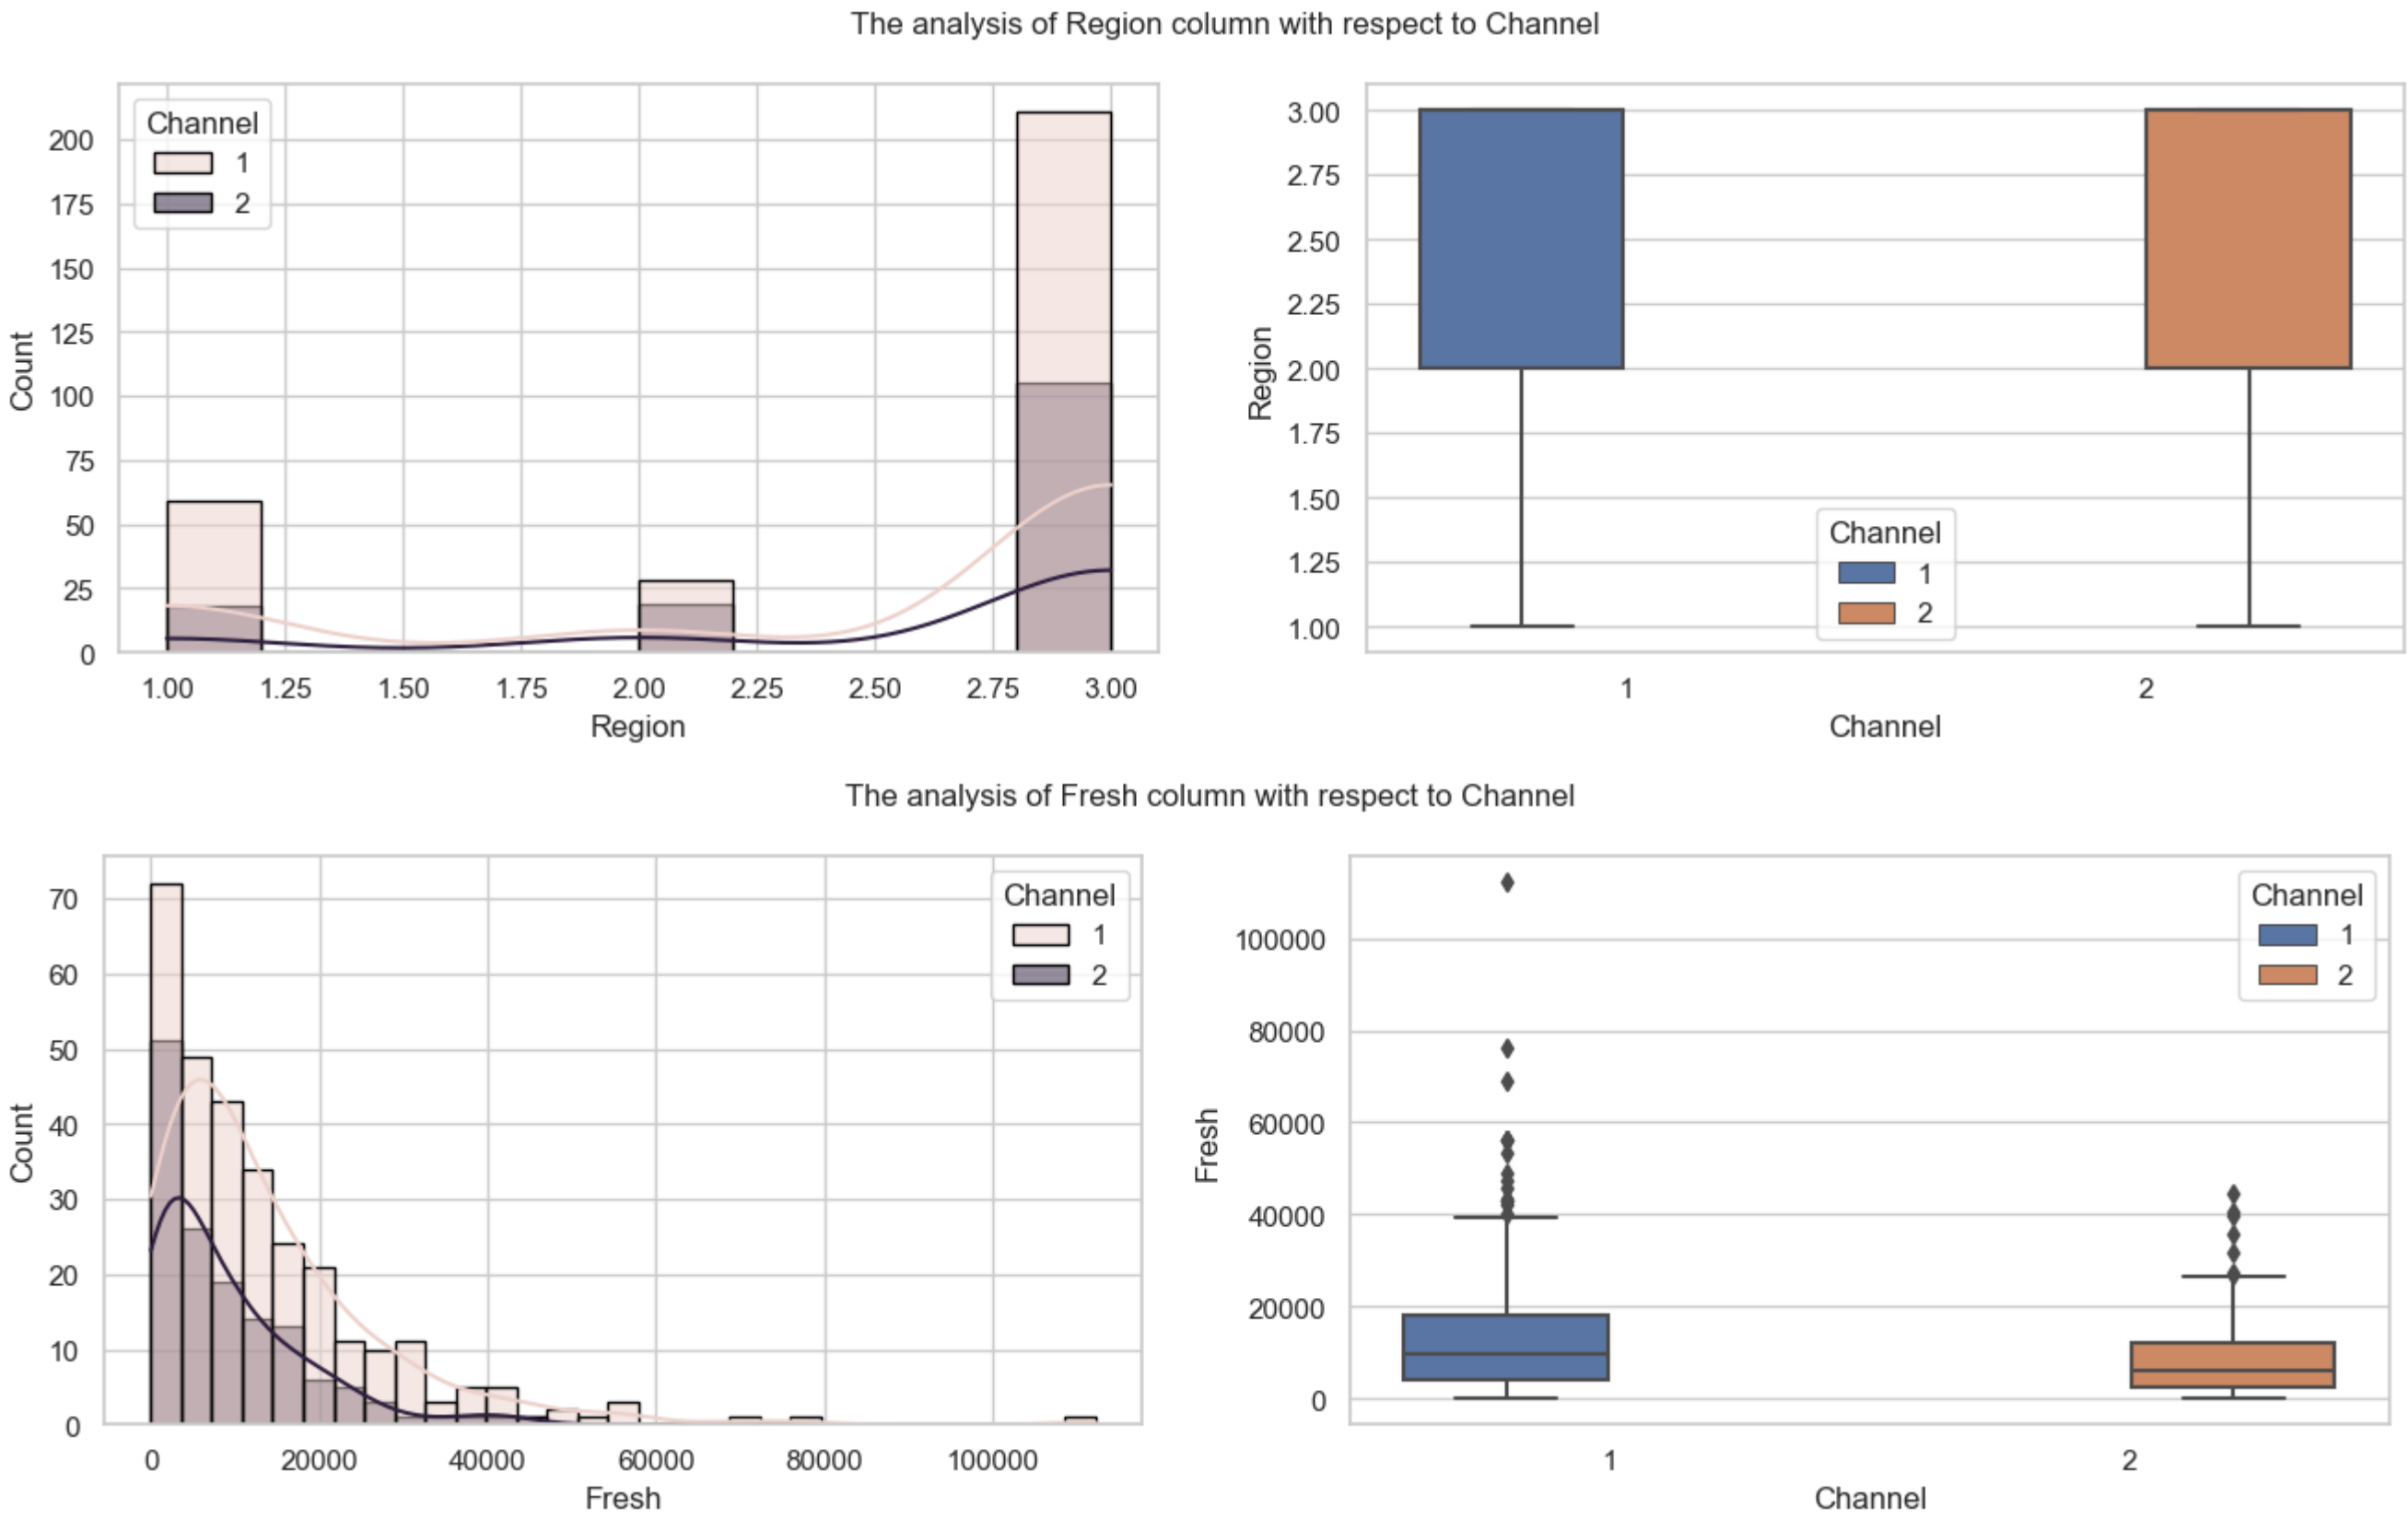 The analysis of Region column with respect to Channel
Channel
1
2
200
175
150
125
100
75
50
25
0
Count
1.00 1.25 1.50 1.75 2.00 2.25 2.50 2.75 3.00
Region
3.00
2.75
2.50
2.25
2.00
1.75
1.50
1.25
1.00
Region
Channel
1
2
1 2
Channel
The analysis of Fresh column with respect to Channel
Channel
1
2
70
60
50
40
30
20
10
0
Count
0 20000 40000 60000 80000 100000
Fresh
Channel
1
2
100000
80000
60000
40000
20000
0
Fresh
1 2
Channel